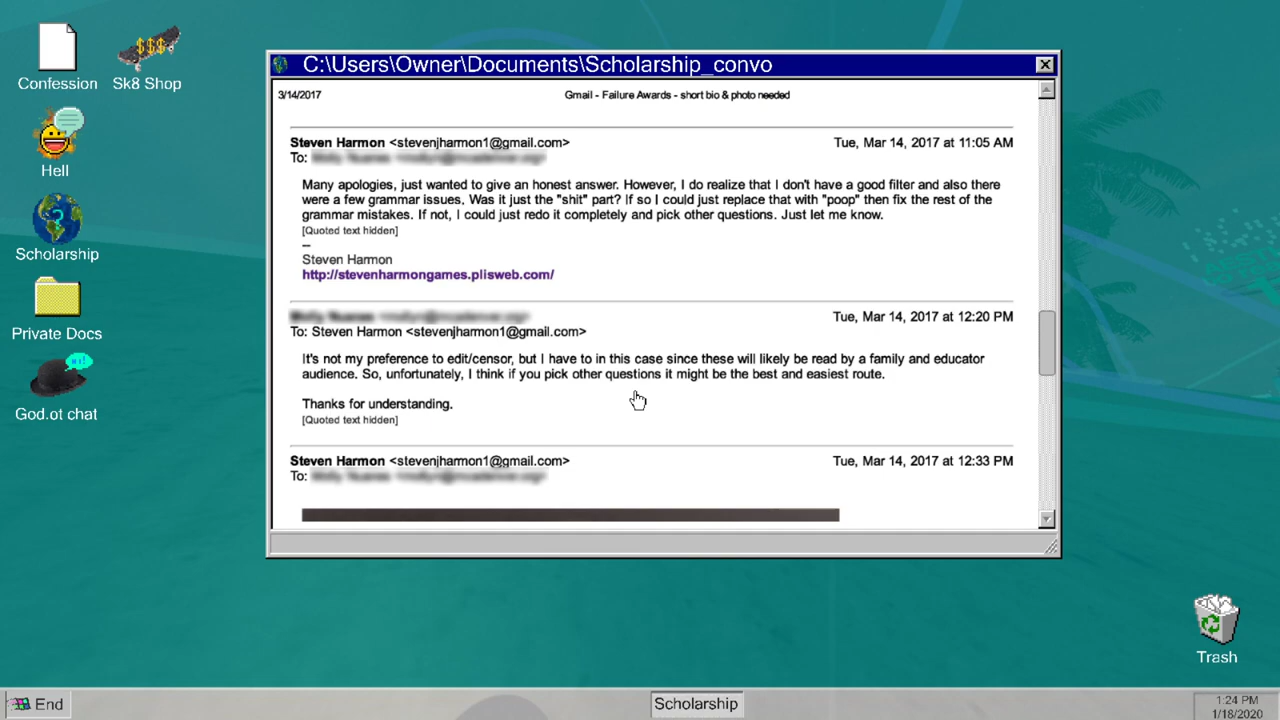 C:\Users\Owner\Documents\Scholarship_convo
Confession
Sk8 Shop
Hell
Scholarship
Private Docs
God.ot chat
3/14/2017
Gmail - Failure Awards - short bio & photo needed
Steven Harmon <stevenjharmon1@gmail.com>
Tue, Mar 14, 2017 at 11:05 AM
To:
Many apologies, just wanted to give an honest answer. However, I do realize that I don't have a good filter and also there
were a few grammar issues. Was it just the "shit" part? If so I could just replace that with "poop" then fix the rest of the
grammar mistakes. If not, I could just redo it completely and pick other questions. Just let me know.
[Quoted text hidden]
--
Steven Harmon
http://stevenharmongames.plisweb.com/
Tue, Mar 14, 2017 at 12:20 PM
To: Steven Harmon <stevenjharmon1@gmail.com>
It's not my preference to edit/censor, but I have to in this case since these will likely be read by a family and educator
audience. So, unfortunately, I think if you pick other questions it might be the best and easiest route.
Thanks for understanding.
[Quoted text hidden]
Steven Harmon <stevenjharmon1@gmail.com>
Tue, Mar 14, 2017 at 12:33 PM
To:
Trash
End
Scholarship
1:24 PM
1/18/2020